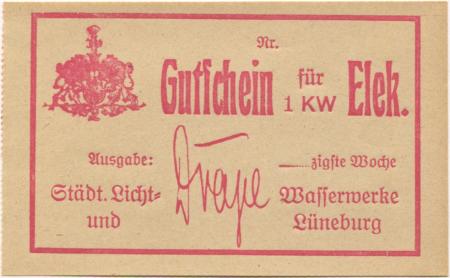 Nr.
Gutschein für 1 KW Elek.
Ausgabe: zigste Woche
Städt. Licht- Wasserwerke
und Lüneburg